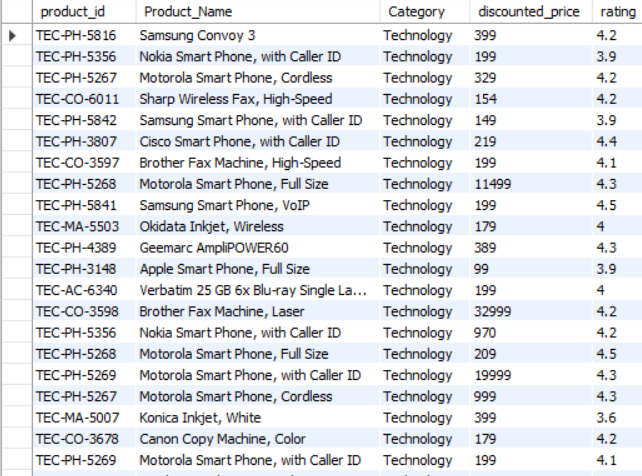 product_id Product_Name Category discounted_price rating
TEC-PH-5816 Samsung Convoy 3 Technology 399 4.2
TEC-PH-5356 Nokia Smart Phone, with Caller ID Technology 199 3.9
TEC-PH-5267 Motorola Smart Phone, Cordless Technology 329 4.2
TEC-CO-6011 Sharp Wireless Fax, High-Speed Technology 154 4.2
TEC-PH-5842 Samsung Smart Phone, with Caller ID Technology 149 3.9
TEC-PH-3807 Cisco Smart Phone, with Caller ID Technology 219 4.4
TEC-CO-3597 Brother Fax Machine, High-Speed Technology 199 4.1
TEC-PH-5268 Motorola Smart Phone, Full Size Technology 11499 4.3
TEC-PH-5841 Samsung Smart Phone, VoIP Technology 199 4.5
TEC-MA-5503 Okidata Inkjet, Wireless Technology 179 4
TEC-PH-4389 Geemarc AmpliPOWER60 Technology 389 4.3
TEC-PH-3148 Apple Smart Phone, Full Size Technology 99 3.9
TEC-AC-6340 Verbatim 25 GB 6x Blu-ray Single La... Technology 199 4
TEC-CO-3598 Brother Fax Machine, Laser Technology 32999 4.2
TEC-PH-5356 Nokia Smart Phone, with Caller ID Technology 970 4.2
TEC-PH-5268 Motorola Smart Phone, Full Size Technology 209 4.5
TEC-PH-5269 Motorola Smart Phone, with Caller ID Technology 19999 4.3
TEC-PH-5267 Motorola Smart Phone, Cordless Technology 999 4.3
TEC-MA-5007 Konica Inkjet, White Technology 399 3.6
TEC-CO-3678 Canon Copy Machine, Color Technology 179 4.2
TEC-PH-5269 Motorola Smart Phone, with Caller ID Technology 199 4.1